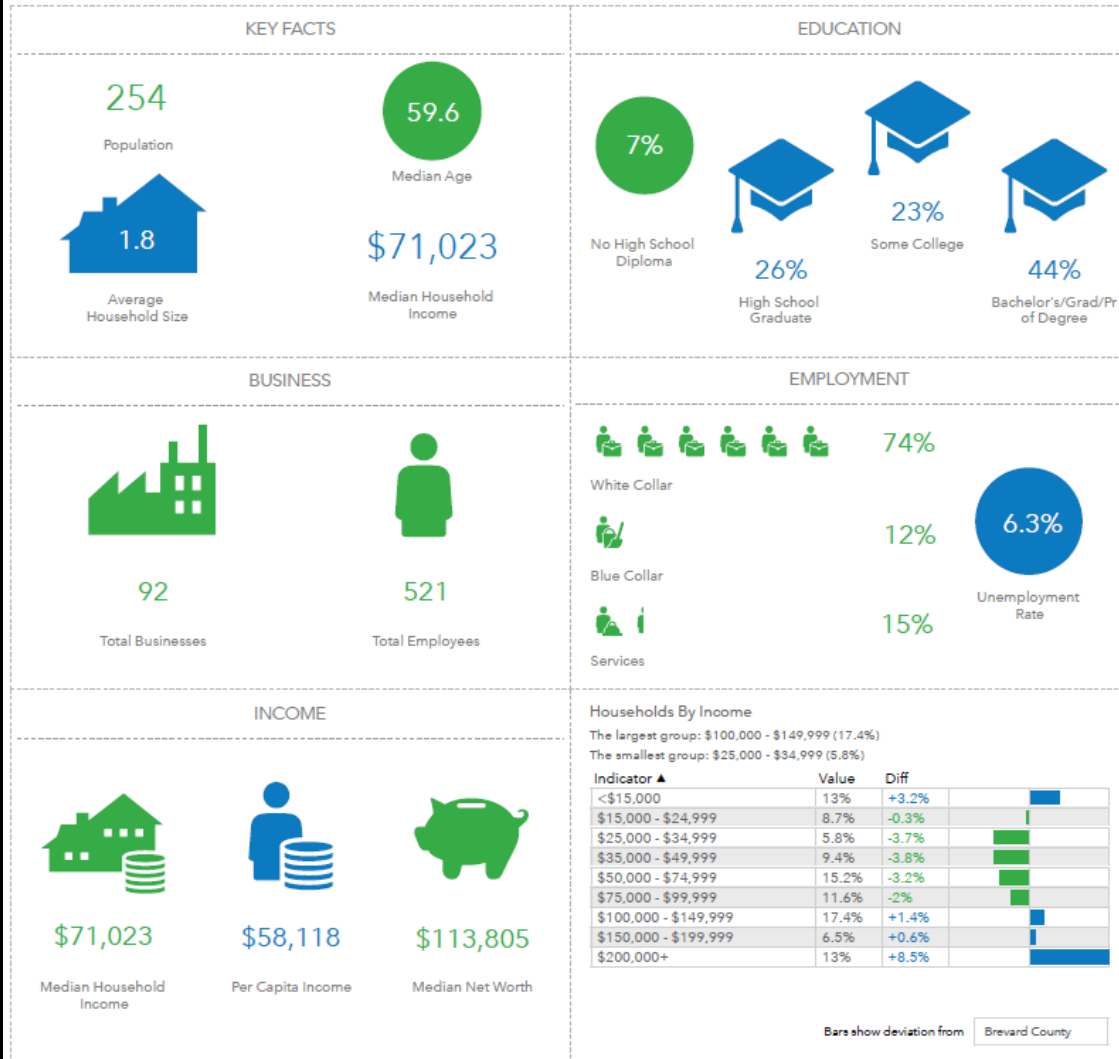 KEY FACTS
254
Population
59.6
Median Age
1.8
Average
Household Size
$71,023
Median Household
Income
EDUCATION
7%
No High School
Diploma
26%
High School
Graduate
23%
Some College
44%
Bachelor's/Grad/Pr
of Degree
BUSINESS
92
Total Businesses
521
Total Employees
EMPLOYMENT
74%
White Collar
12%
Blue Collar
15%
Services
6.3%
Unemployment
Rate
INCOME
$71,023
Median Household
Income
$58,118
Per Capita Income
$113,805
Median Net Worth
Households By Income
The largest group: $100,000 - $149,999 (17.4%)
The smallest group: $25,000 - $34,999 (5.8%)
Indicator ▲ Value Diff
<$15,000 13% +3.2%
$15,000 - $24,999 8.7% -0.3%
$25,000 - $34,999 5.8% -3.7%
$35,000 - $49,999 9.4% -3.8%
$50,000 - $74,999 15.2% -3.2%
$75,000 - $99,999 11.6% -2%
$100,000 - $149,999 17.4% +1.4%
$150,000 - $199,999 6.5% +0.6%
$200,000+ 13% +8.5%
Bars show deviation from Brevard County